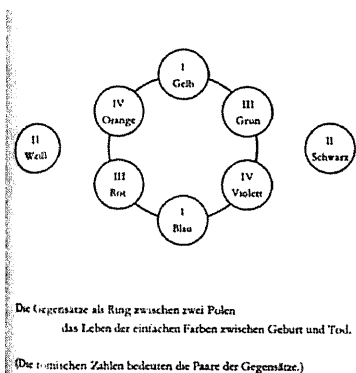 I
Gelb
IV
Orange
III
Grün
II
Weiß
II
Schwarz
III
Rot
IV
Violett
I
Blau
Die Gegensätze als Ring zwischen zwei Polen
das Leben der einfachen Farben zwischen Geburt und Tod.
(Die römischen Zahlen bedeuten die Paare der Gegensätze.)